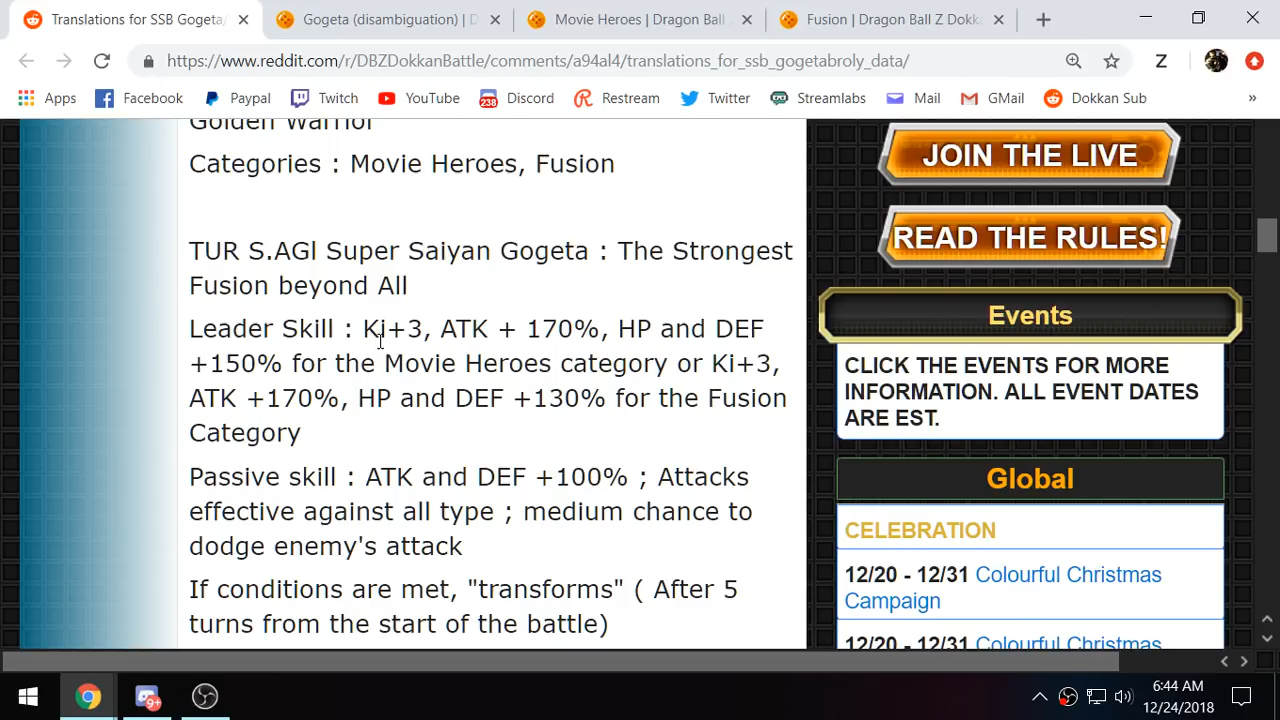 Translations for SSB Gogeta/
Gogeta (disambiguation) | D
Movie Heroes | Dragon Ball
Fusion | Dragon Ball Z Dokka
https://www.reddit.com/r/DBZDokkanBattle/comments/a94al4/translations_for_ssb_gogetabroly_data/
Z
Apps Facebook Paypal Twitch YouTube 238 Discord Restream Twitter Streamlabs Mail GMail Dokkan Sub »
Golden Warrior
Categories : Movie Heroes, Fusion
TUR S.AGl Super Saiyan Gogeta : The Strongest
Fusion beyond All
Leader Skill : Ki+3, ATK + 170%, HP and DEF
+150% for the Movie Heroes category or Ki+3,
ATK +170%, HP and DEF +130% for the Fusion
Category
Passive skill : ATK and DEF +100% ; Attacks
effective against all type ; medium chance to
dodge enemy's attack
If conditions are met, "transforms" ( After 5
turns from the start of the battle)
JOIN THE LIVE
READ THE RULES!
Events
CLICK THE EVENTS FOR MORE
INFORMATION. ALL EVENT DATES
ARE EST.
Global
CELEBRATION
12/20 - 12/31 Colourful Christmas
Campaign
12/20 - 12/31 Colourful Christmas
9+
6:44 AM
12/24/2018